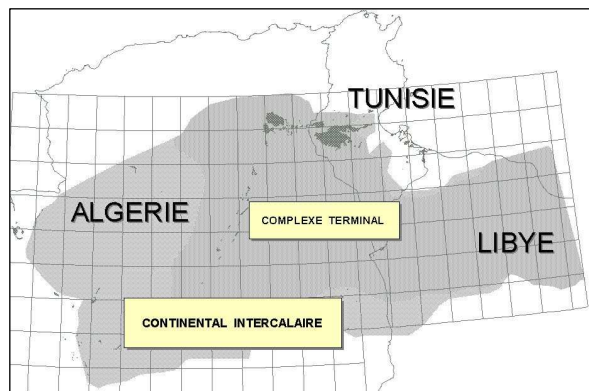 TUNISIE
ALGERIE
COMPLEXE TERMINAL
LIBYE
CONTINENTAL INTERCALAIRE